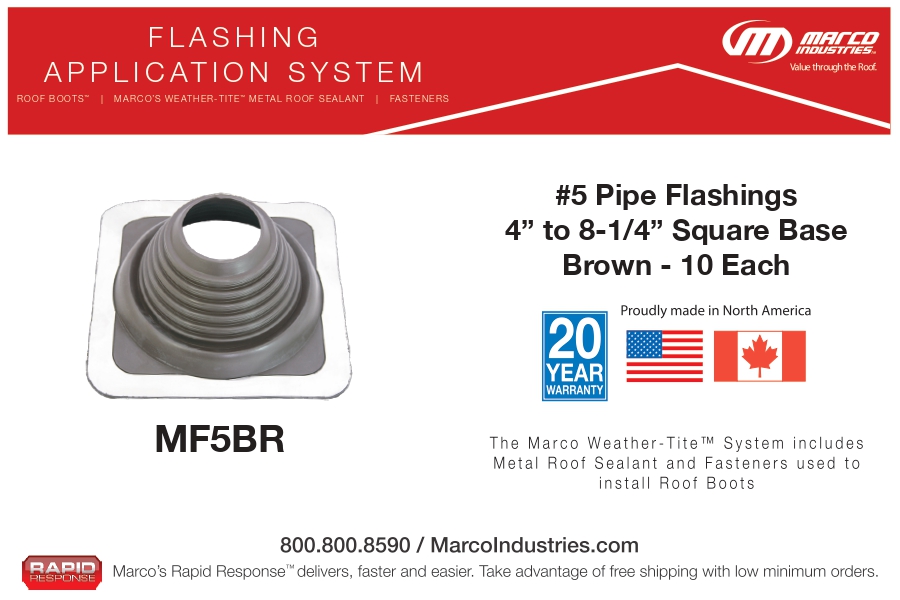 FLASHING
APPLICATION SYSTEM
ROOF BOOTS™ | MARCO'S WEATHER-TITE™ METAL ROOF SEALANT | FASTENERS
MARCO
INDUSTRIES™
Value through the Roof.
#5 Pipe Flashings
4” to 8-1/4” Square Base
Brown - 10 Each
Proudly made in North America
20
YEAR
WARRANTY
MF5BR
The Marco Weather-Tite™ System includes
Metal Roof Sealant and Fasteners used to
install Roof Boots
800.800.8590 / MarcoIndustries.com
RAPID
RESPONSE
Marco’s Rapid Response™ delivers, faster and easier. Take advantage of free shipping with low minimum orders.